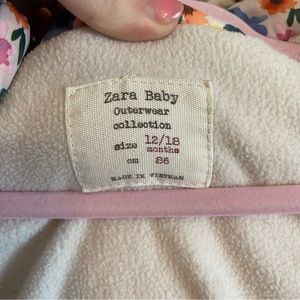 Zara Baby
Outerwear
collection
size 12/18
months
cm 86
MADE IN VIETNAM